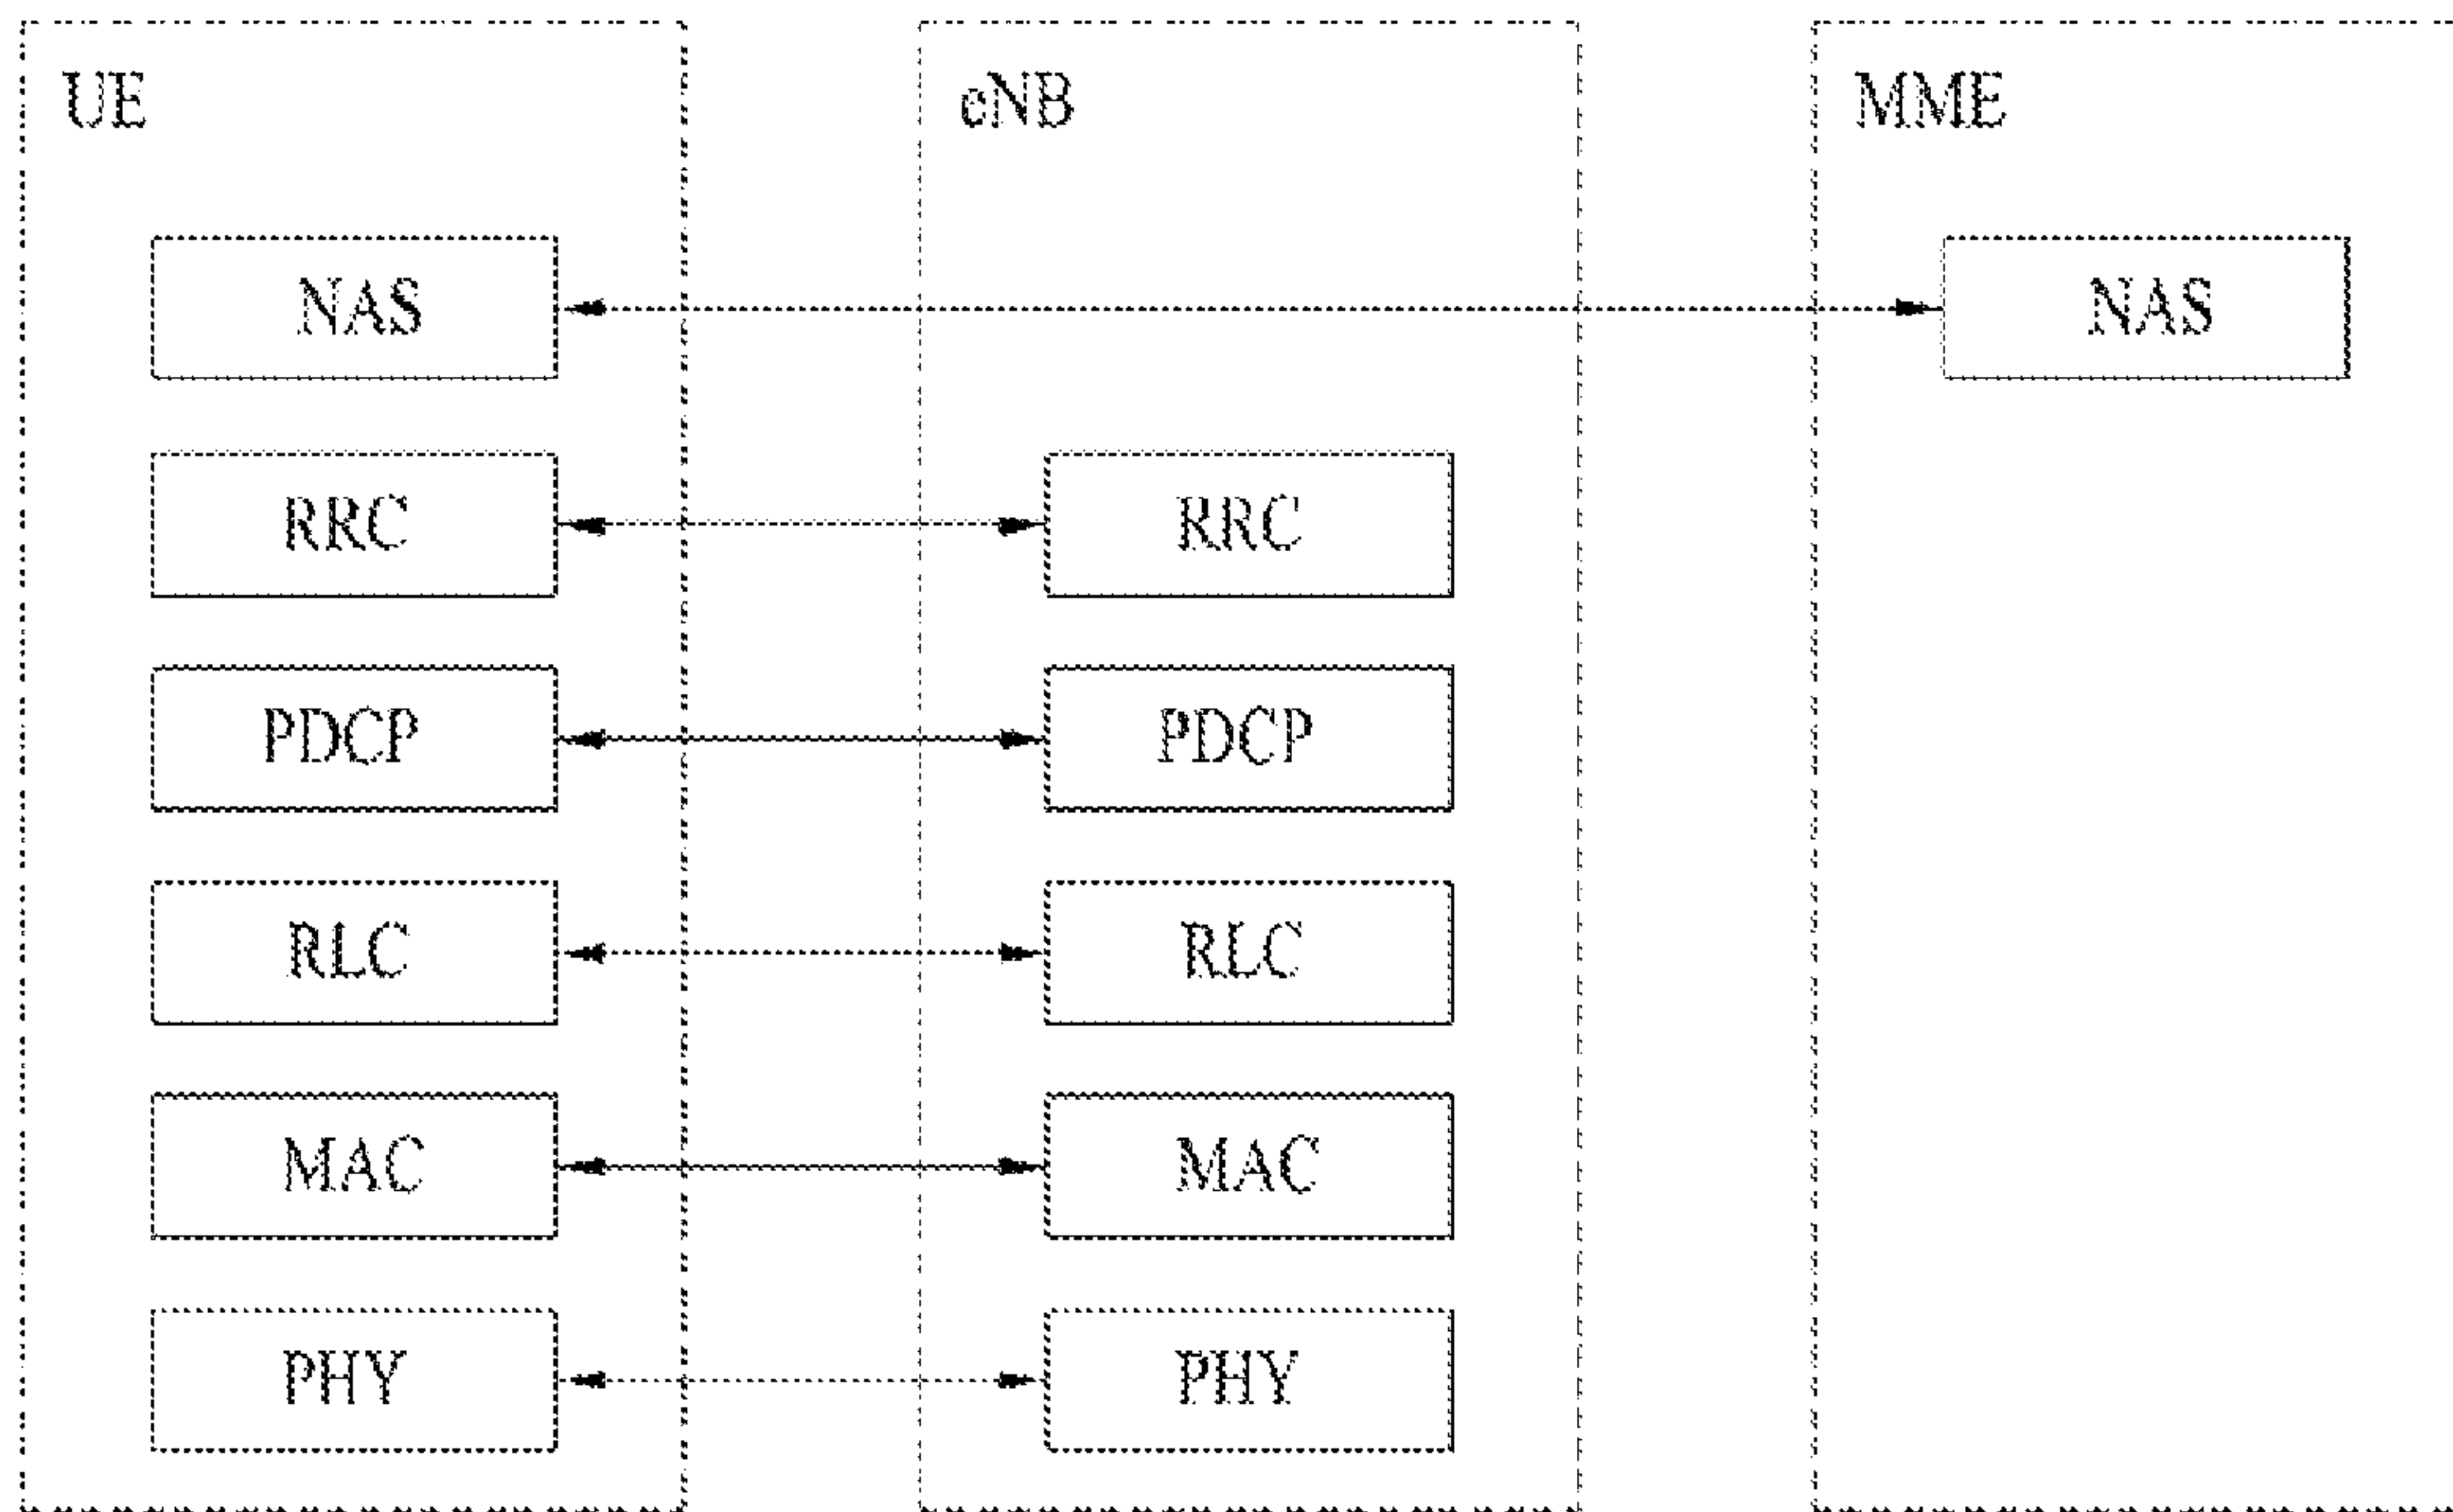 UE
eNB
MME
NAS
NAS
RRC
RRC
PDCP
PDCP
RLC
RLC
MAC
MAC
PHY
PHY